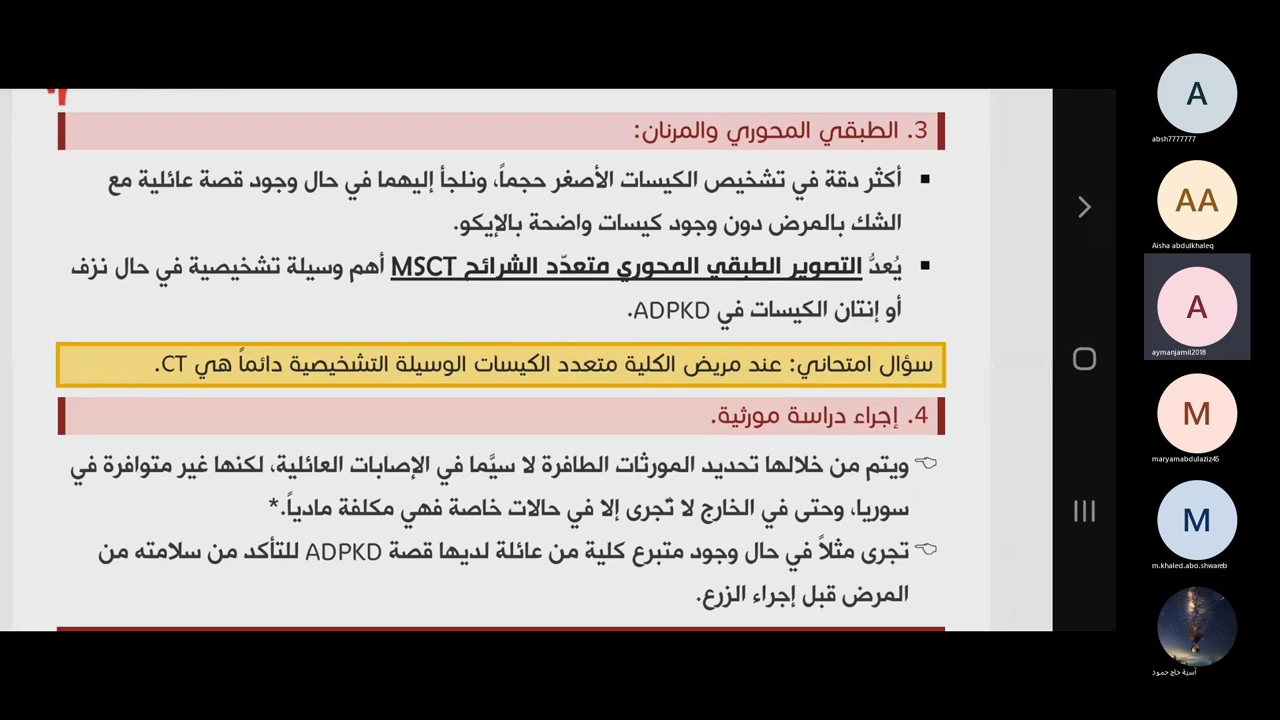 3. الطبقي المحوري والمرنان:
أكثر دقة في تشخيص الكيسات الأصغر حجماً، ونلجأ إليهما في حال وجود قصة عائلية مع
الشك بالمرض دون وجود كيسات واضحة بالإيكو.
يُعدُّ التصوير الطبقي المحوري متعدّد الشرائح MSCT أهم وسيلة تشخيصية في حال نزف
أو إنتان الكيسات في ADPKD.
سؤال امتحاني: عند مريض الكلية متعدد الكيسات الوسيلة التشخيصية دائماً هي CT.
4. إجراء دراسة مورثية.
ويتم من خلالها تحديد المورثات الطافرة لا سيَّما في الإصابات العائلية، لكنها غير متوافرة في
سوريا، وحتى في الخارج لا تُجرى إلا في حالات خاصة فهي مكلفة مادياً.*
تجرى مثلاً في حال وجود متبرع كلية من عائلة لديها قصة ADPKD للتأكد من سلامته من
المرض قبل إجراء الزرع.
A
absh7777777
AA
Aisha abdulkhaleq
A
aymanjamil2018
M
maryamabdulaziz45
M
m.khaled.abo.shwareb
آسية حاج حمود